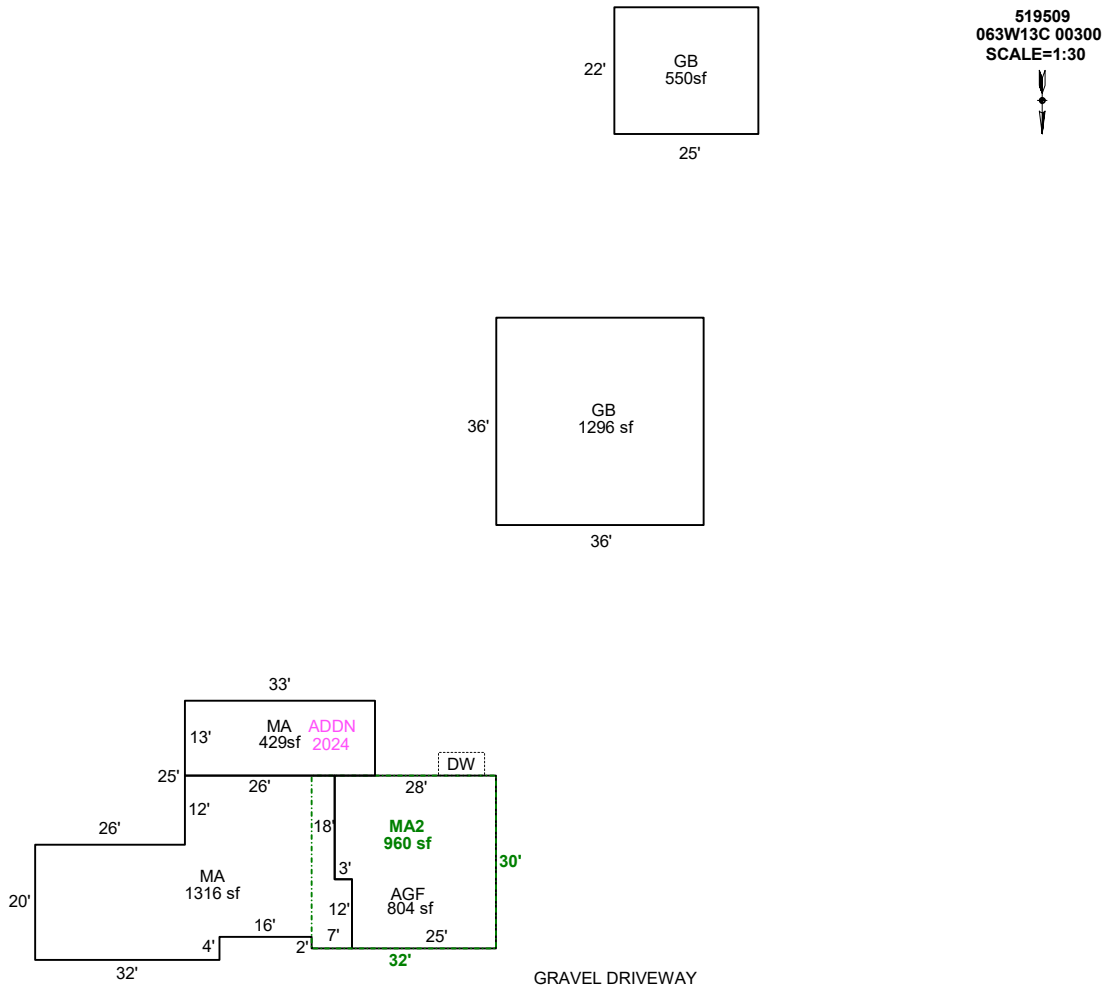 519509
063W13C 00300
SCALE=1:30
N
GB
22'
550sf
25'
GB
36'
1296 sf
36'
33'
MA ADDN
13'
429sf 2024
DW
25'
26'
28'
12'
26'
18'
MA2
960 sf
30'
3'
MA
1316 sf
20'
AGF
12'
804 sf
16'
7'
25'
4'
2'
32'
32'
GRAVEL DRIVEWAY